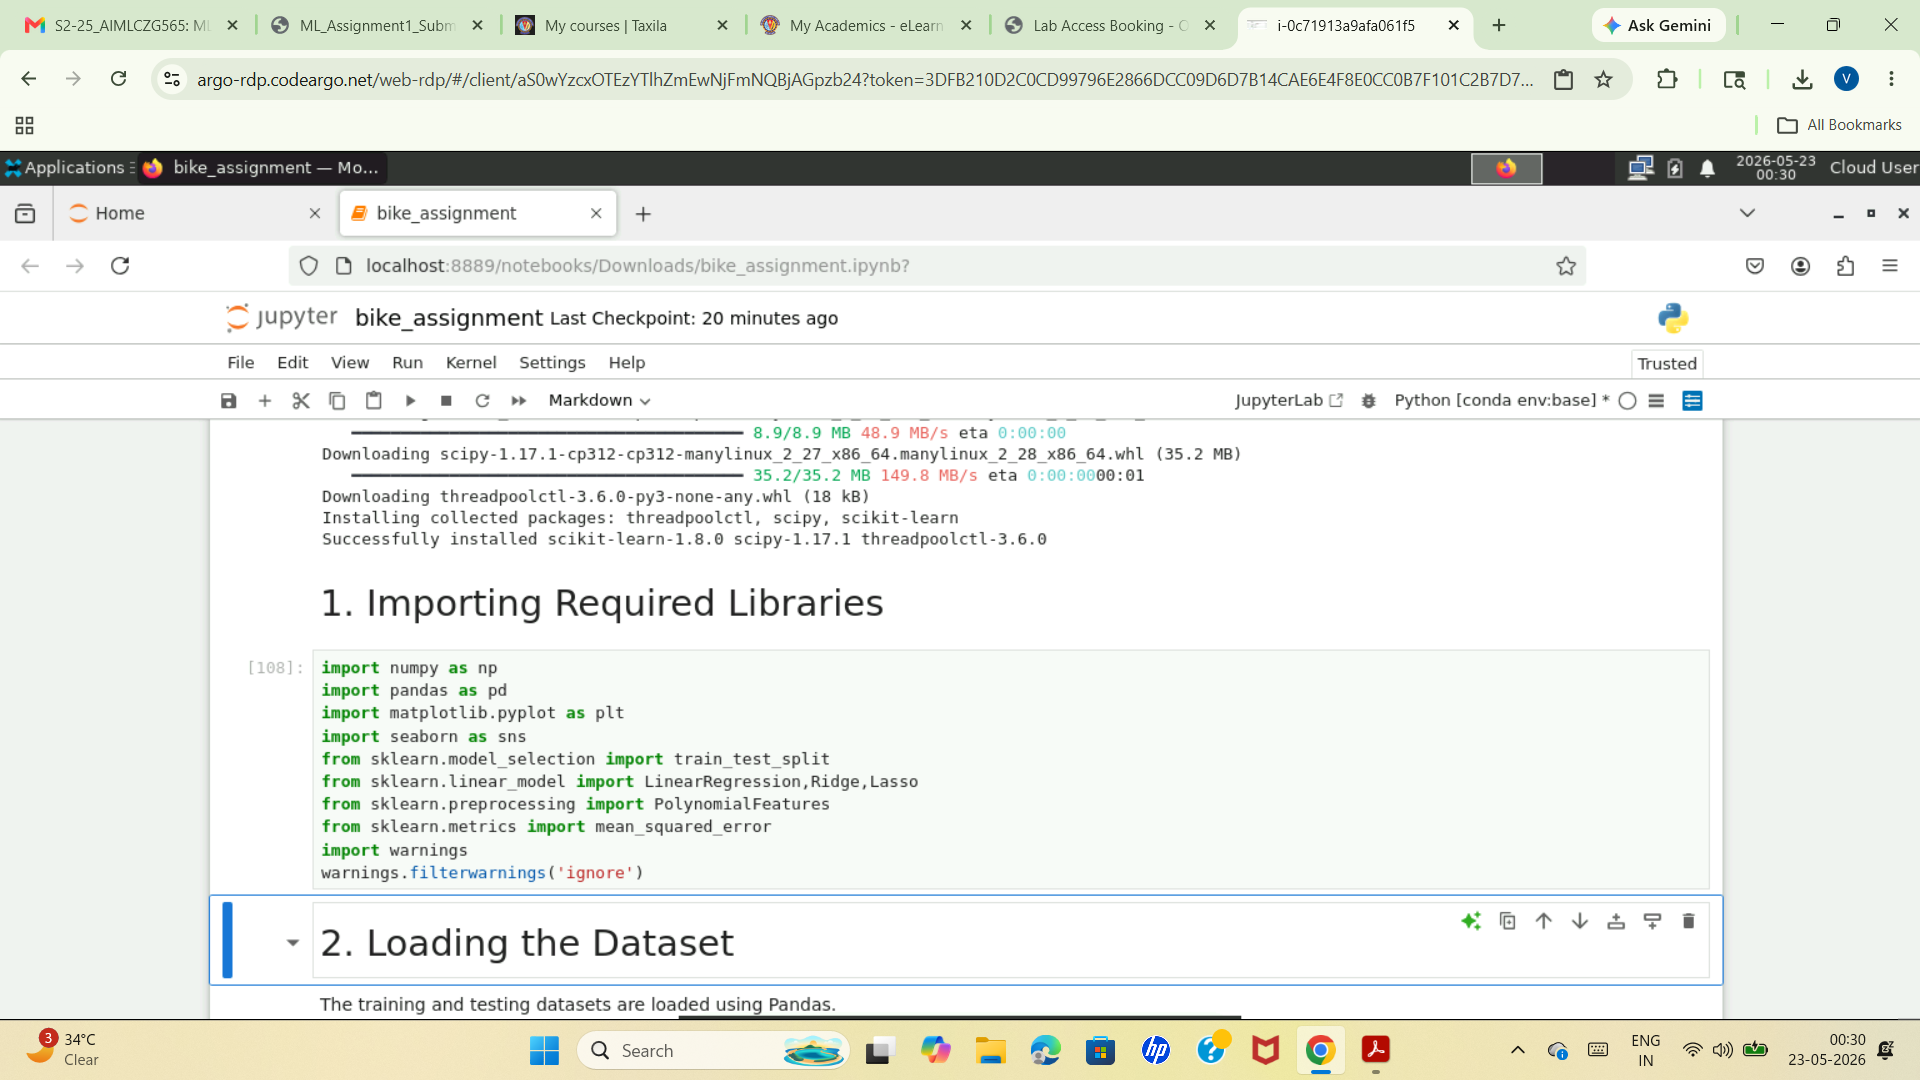 S2-25_AIMLCZG565: ML
ML_Assignment1_Subm
My courses | Taxila
My Academics - eLearn
Lab Access Booking - O
i-0c71913a9afa061f5
Ask Gemini
argo-rdp.codeargo.net/web-rdp/#/client/aS0wYzcxOTEzYTlhZmEwNjFmNQBjAGpzb24?token=3DFB210D2C0CD99796E2866DCC09D6D7B14CAE6E4F8E0CC0B7F101C2B7D7...
V
All Bookmarks
Applications
bike_assignment — Mo...
2026-05-23
00:30
Cloud User
Home
bike_assignment
localhost:8889/notebooks/Downloads/bike_assignment.ipynb?
jupyter bike_assignment Last Checkpoint: 20 minutes ago
File Edit View Run Kernel Settings Help
Trusted
Markdown
JupyterLab
Python [conda env:base] *
8.9/8.9 MB 48.9 MB/s eta 0:00:00
Downloading scipy-1.17.1-cp312-cp312-manylinux_2_27_x86_64.manylinux_2_28_x86_64.whl (35.2 MB)
35.2/35.2 MB 149.8 MB/s eta 0:00:0000:01
Downloading threadpoolctl-3.6.0-py3-none-any.whl (18 kB)
Installing collected packages: threadpoolctl, scipy, scikit-learn
Successfully installed scikit-learn-1.8.0 scipy-1.17.1 threadpoolctl-3.6.0
1. Importing Required Libraries
[108]:
import numpy as np
import pandas as pd
import matplotlib.pyplot as plt
import seaborn as sns
from sklearn.model_selection import train_test_split
from sklearn.linear_model import LinearRegression,Ridge,Lasso
from sklearn.preprocessing import PolynomialFeatures
from sklearn.metrics import mean_squared_error
import warnings
warnings.filterwarnings('ignore')
2. Loading the Dataset
The training and testing datasets are loaded using Pandas.
3
34°C
Clear
Search
hp
ENG
IN
00:30
23-05-2026